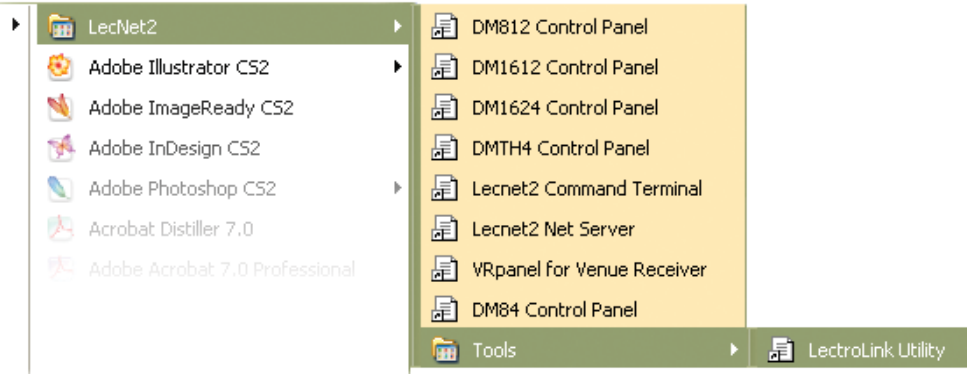 LecNet2
Adobe Illustrator CS2
Adobe ImageReady CS2
Adobe InDesign CS2
Adobe Photoshop CS2
Acrobat Distiller 7.0
Adobe Acrobat 7.0 Professional
DM812 Control Panel
DM1612 Control Panel
DM1624 Control Panel
DMTH4 Control Panel
Lecnet2 Command Terminal
Lecnet2 Net Server
VRpanel for Venue Receiver
DM84 Control Panel
Tools
LectroLink Utility